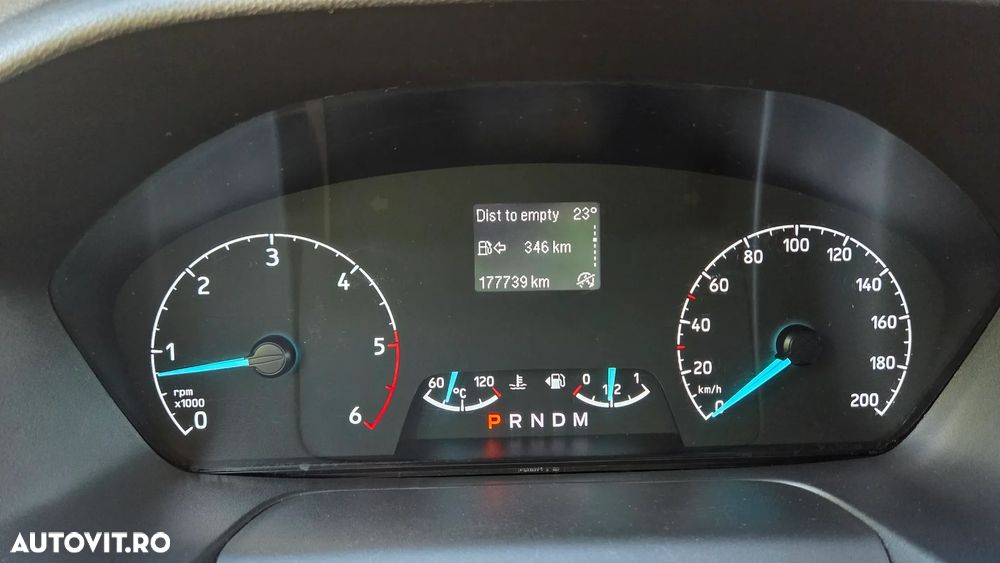 Dist to empty 23°
346 km
177739 km
0 1 2 3 4 5 6
rpm
x1000
60 120
°C
0 1/2 1
P R N D M
0 20 40 60 80 100 120 140 160 180 200
km/h
AUTOVIT.RO